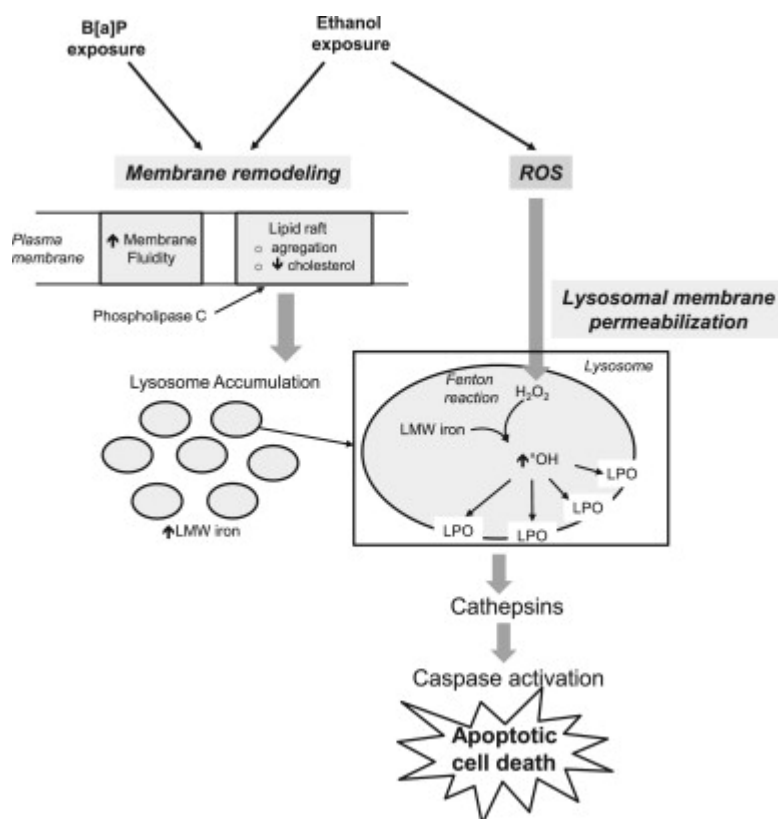 B[a]P
exposure
Ethanol
exposure
Membrane remodeling
ROS
Plasma
membrane
↑ Membrane
Fluidity
Lipid raft
○ agregation
○ ↓ cholesterol
Phospholipase C
Lysosomal membrane
permeabilization
Lysosome Accumulation
↑LMW iron
Lysosome
Fenton
reaction
H₂O₂
LMW iron
↑°OH
LPO
LPO
LPO
LPO
Cathepsins
Caspase activation
Apoptotic
cell death